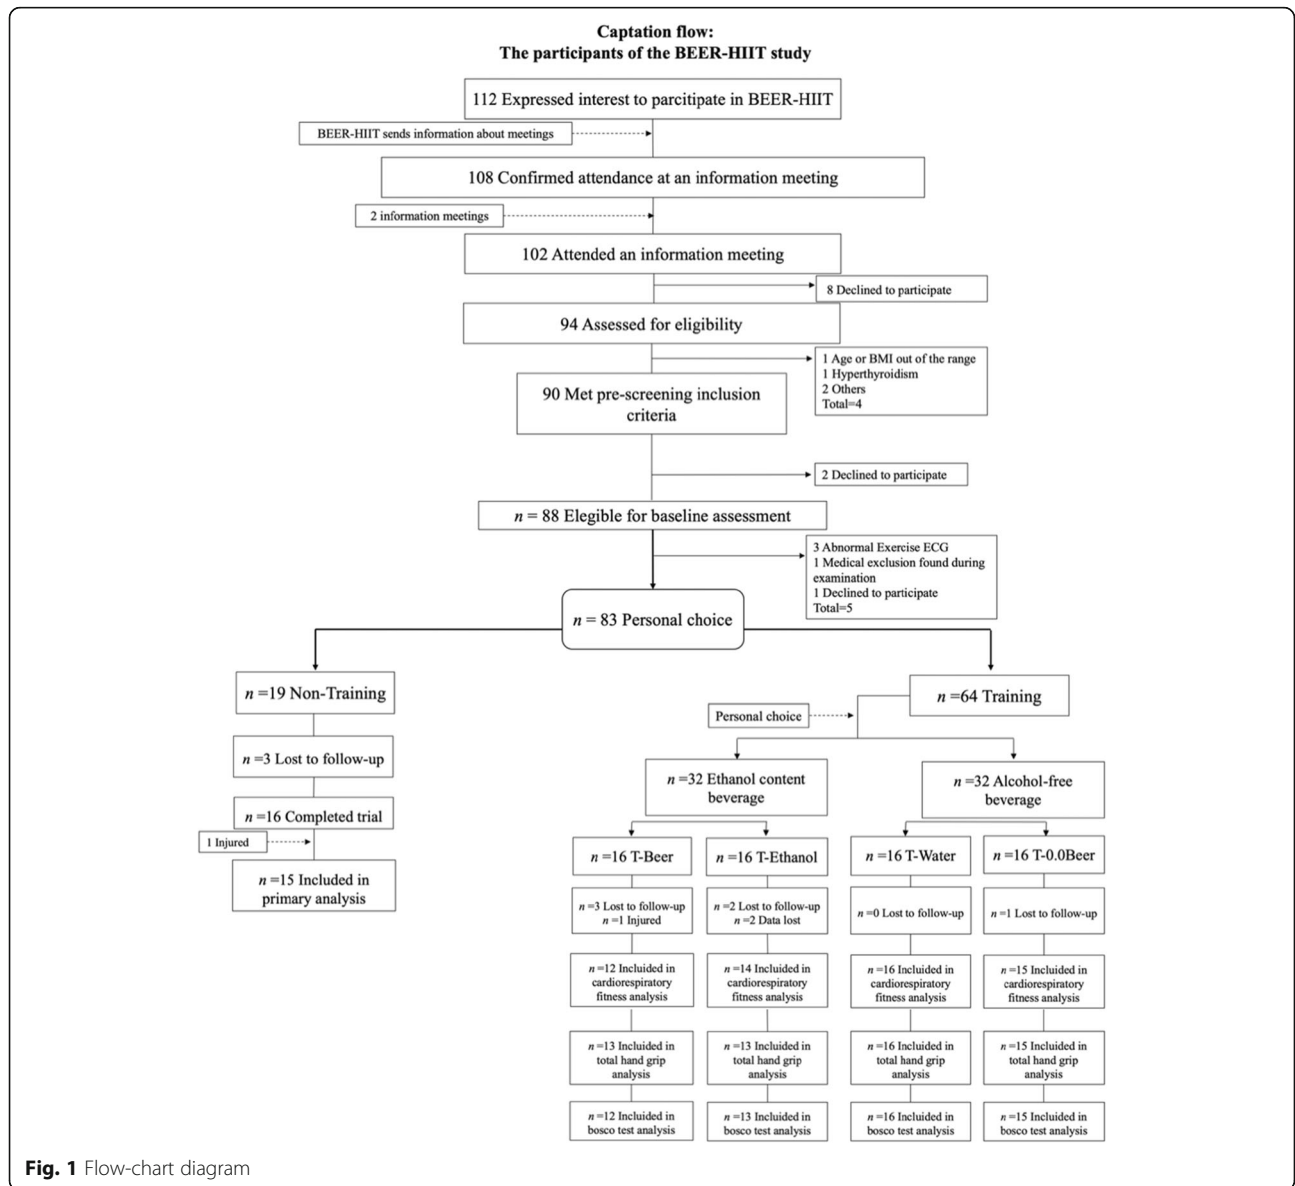 Captation flow:
The participants of the BEER-HIIT study
112 Expressed interest to parcitipate in BEER-HIIT
BEER-HIIT sends information about meetings
108 Confirmed attendance at an information meeting
2 information meetings
102 Attended an information meeting
8 Declined to participate
94 Assessed for eligibility
1 Age or BMI out of the range
1 Hyperthyroidism
2 Others
Total=4
90 Met pre-screening inclusion
criteria
2 Declined to participate
n = 88 Elegible for baseline assessment
3 Abnormal Exercise ECG
1 Medical exclusion found during
examination
1 Declined to participate
Total=5
n = 83 Personal choice
n =19 Non-Training
n =3 Lost to follow-up
n =16 Completed trial
1 Injured
n =15 Included in
primary analysis
n =64 Training
Personal choice
n =32 Ethanol content
beverage
n =32 Alcohol-free
beverage
n =16 T-Beer
n =16 T-Ethanol
n =16 T-Water
n =16 T-0.0Beer
n =3 Lost to follow-up
n =1 Injured
n =2 Lost to follow-up
n =2 Data lost
n =0 Lost to follow-up
n =1 Lost to follow-up
n =12 Incluided in
cardiorespiratory
fitness analysis
n =14 Incluided in
cardiorespiratory
fitness analysis
n =16 Incluided in
cardiorespiratory
fitness analysis
n =15 Incluided in
cardiorespiratory
fitness analysis
n =13 Incluided in
total hand grip
analysis
n =13 Incluided in
total hand grip
analysis
n =16 Incluided in
total hand grip
analysis
n =15 Incluided in
total hand grip
analysis
n =12 Incluided in
bosco test analysis
n =13 Incluided in
bosco test analysis
n =16 Incluided in
bosco test analysis
n =15 Incluided in
bosco test analysis
Fig. 1 Flow-chart diagram